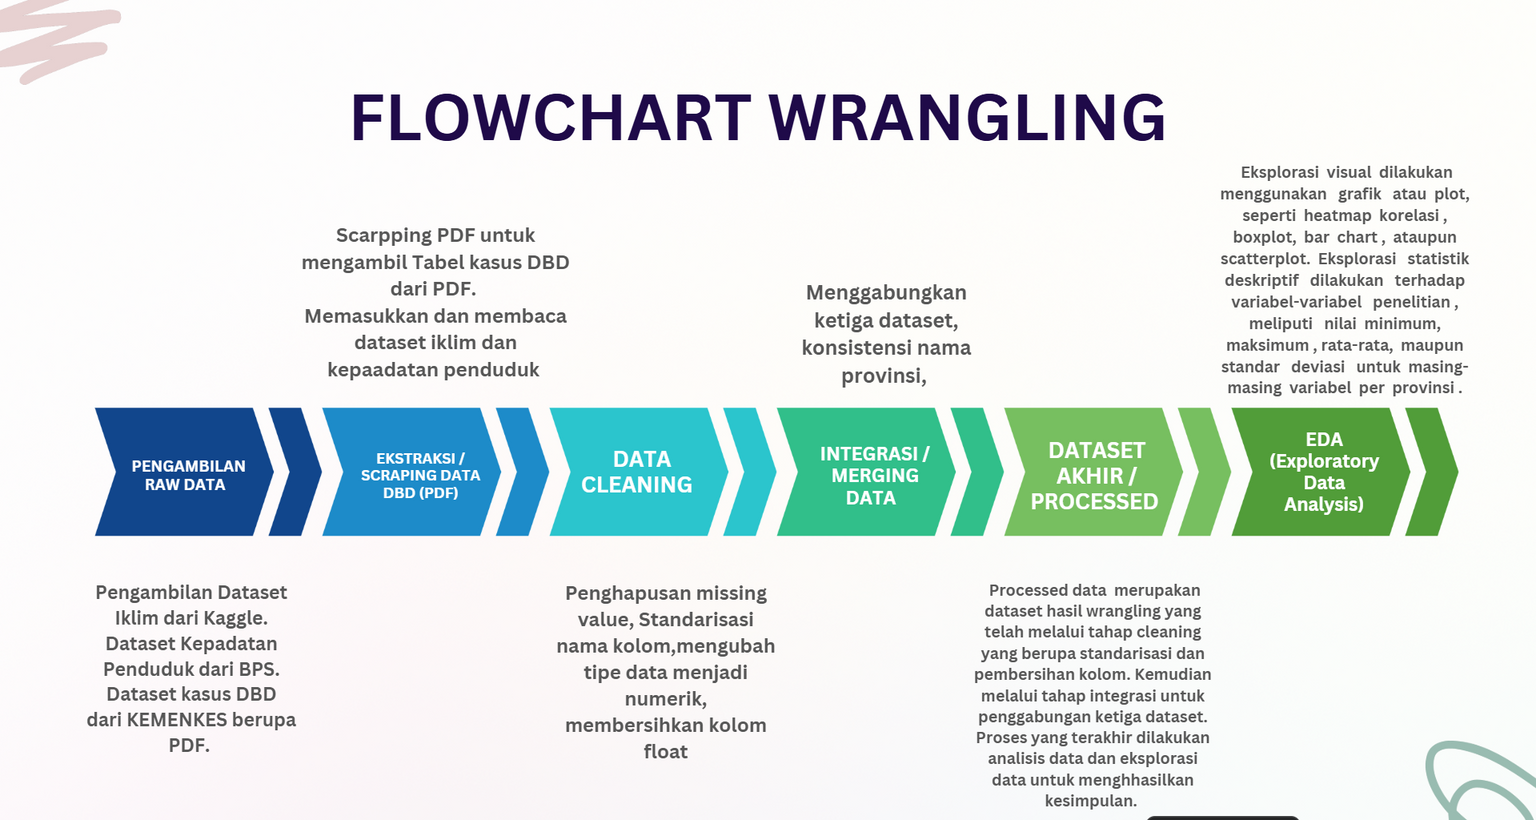 FLOWCHART WRANGLING
Eksplorasi visual dilakukan
menggunakan grafik atau plot,
seperti heatmap korelasi ,
boxplot, bar chart , ataupun
scatterplot. Eksplorasi statistik
deskriptif dilakukan terhadap
variabel-variabel penelitian ,
meliputi nilai minimum,
maksimum , rata-rata, maupun
standar deviasi untuk masing-
masing variabel per provinsi .
Scarpping PDF untuk
mengambil Tabel kasus DBD
dari PDF.
Memasukkan dan membaca
dataset iklim dan
kepaadatan penduduk
Menggabungkan
ketiga dataset,
konsistensi nama
provinsi,
PENGAMBILAN
RAW DATA
EKSTRAKSI /
SCRAPING DATA
DBD (PDF)
DATA
CLEANING
INTEGRASI /
MERGING
DATA
DATASET
AKHIR /
PROCESSED
EDA
(Exploratory
Data
Analysis)
Pengambilan Dataset
Iklim dari Kaggle.
Dataset Kepadatan
Penduduk dari BPS.
Dataset kasus DBD
dari KEMENKES berupa
PDF.
Penghapusan missing
value, Standarisasi
nama kolom,mengubah
tipe data menjadi
numerik,
membersihkan kolom
float
Processed data merupakan
dataset hasil wrangling yang
telah melalui tahap cleaning
yang berupa standarisasi dan
pembersihan kolom. Kemudian
melalui tahap integrasi untuk
penggabungan ketiga dataset.
Proses yang terakhir dilakukan
analisis data dan eksplorasi
data untuk menghhasilkan
kesimpulan.